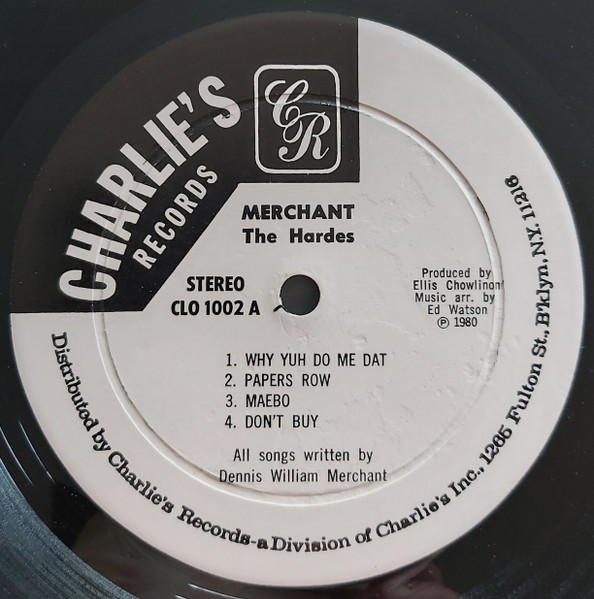 CHARLIE'S
RECORDS
CR
MERCHANT
The Hardes
STEREO
CLO 1002 A
Produced by
Ellis Chowlinon
Music arr. by
Ed Watson
℗ 1980
1. WHY YUH DO ME DAT
2. PAPERS ROW
3. MAEBO
4. DON'T BUY
All songs written by
Dennis William Merchant
Distributed by Charlie's Records-a Division of Charlie's Inc., 1265 Fulton St., B'klyn, N.Y. 11216